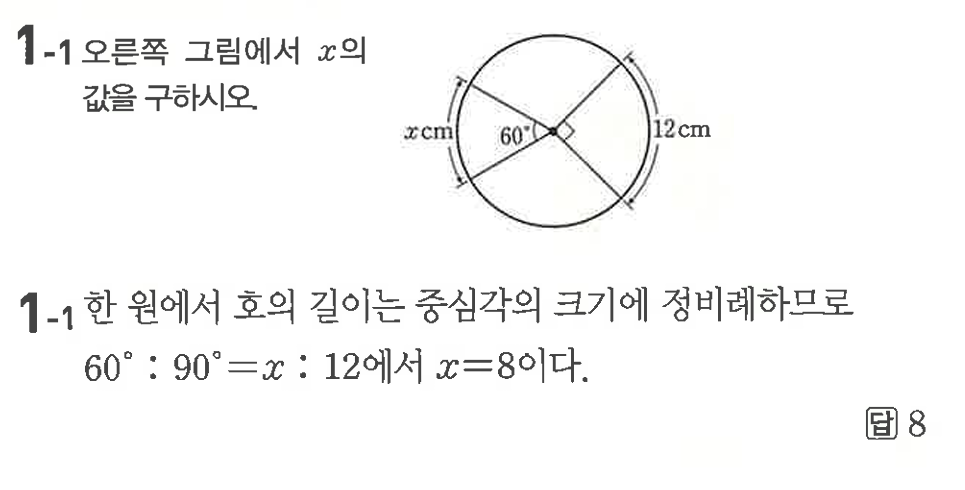 1-1 오른쪽 그림에서 x의
값을 구하시오.
x cm
60°
12 cm
1-1 한 원에서 호의 길이는 중심각의 크기에 정비례하므로
60° : 90°=x : 12에서 x=8이다.
답 8